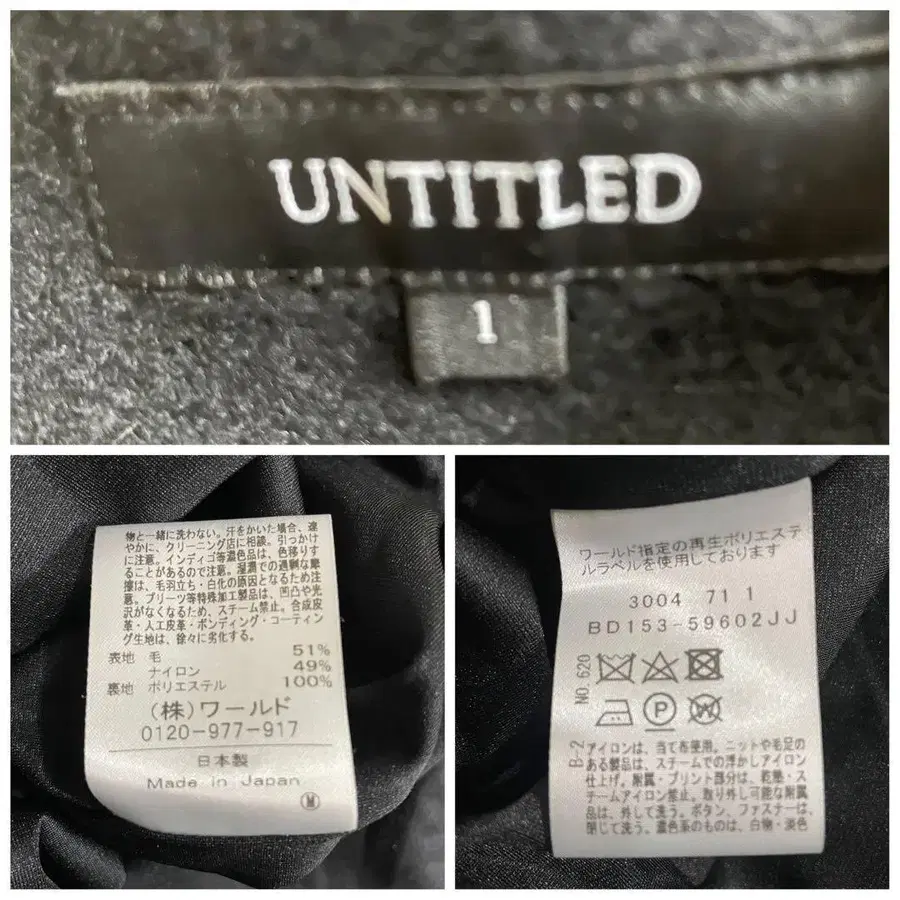 UNTITLED
1
物と一緒に洗わない。汗をかいた場合、速
やかに、クリーニング店に相談。引っかけ
に注意。インディゴ等濃色品は、色移りす
ることがあるので注意。湿潤での過剰な摩
擦は、毛羽立ち・白化の原因となるため注
意。プリーツ等特殊加工製品は、凹凸や光
沢がなくなるため、スチーム禁止。合成皮
革・人工皮革・ボンディング・コーティン
グ生地は、徐々に劣化する。
表地 毛 51%
ナイロン 49%
裏地 ポリエステル 100%
(株)ワールド
0120-977-917
日本製
Made in Japan
M
ワールド指定の再生ポリエステ
ルラベルを使用しております
3004 71 1
BD153-59602JJ
NO.620
P
W
B-2
アイロンは、当て布使用。ニットや毛足の
ある製品は、スチームでの浮かしアイロン
仕上げ。附属・プリント部分は、乾熱・ス
チームアイロン禁止。取り外し可能な附属
品は、外して洗う。ボタン、ファスナーは、
閉じて洗う。濃色系のものは、白物・淡色